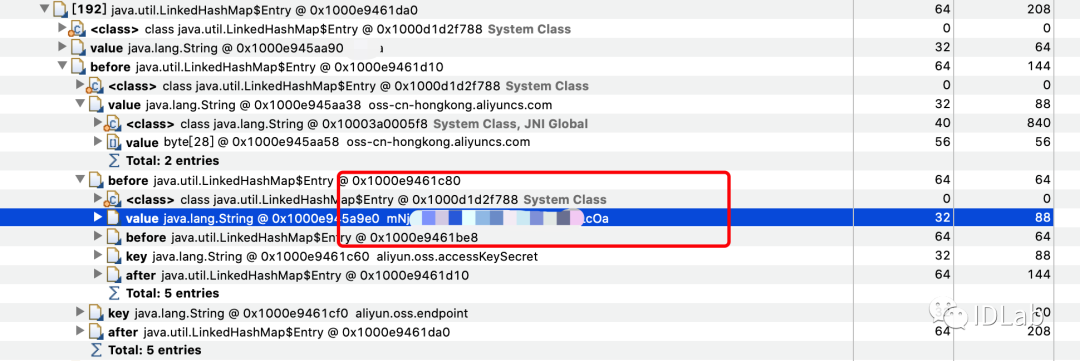 [192] java.util.LinkedHashMap$Entry @ 0x1000e9461da0 64 208
<class> class java.util.LinkedHashMap$Entry @ 0x1000d1d2f788 System Class 0 0
value java.lang.String @ 0x1000e945aa90 a 32 64
before java.util.LinkedHashMap$Entry @ 0x1000e9461d10 64 144
<class> class java.util.LinkedHashMap$Entry @ 0x1000d1d2f788 System Class 0 0
value java.lang.String @ 0x1000e945aa38 oss-cn-hongkong.aliyuncs.com 32 88
<class> class java.lang.String @ 0x10003a0005f8 System Class, JNI Global 40 840
value byte[28] @ 0x1000e945aa58 oss-cn-hongkong.aliyuncs.com 56 56
Σ Total: 2 entries
before java.util.LinkedHashMap$Entry @ 0x1000e9461c80 64 64
<class> class java.util.LinkedHashMap$Entry @ 0x1000d1d2f788 System Class 0 0
value java.lang.String @ 0x1000e945a9e0 mNj cOa 32 88
before java.util.LinkedHashMap$Entry @ 0x1000e9461be8 64 64
key java.lang.String @ 0x1000e9461c60 aliyun.oss.accessKeySecret 32 88
after java.util.LinkedHashMap$Entry @ 0x1000e9461d10 64 144
Σ Total: 5 entries
key java.lang.String @ 0x1000e9461cf0 aliyun.oss.endpoint
after java.util.LinkedHashMap$Entry @ 0x1000e9461da0 64 208
Σ Total: 5 entries
IDLab